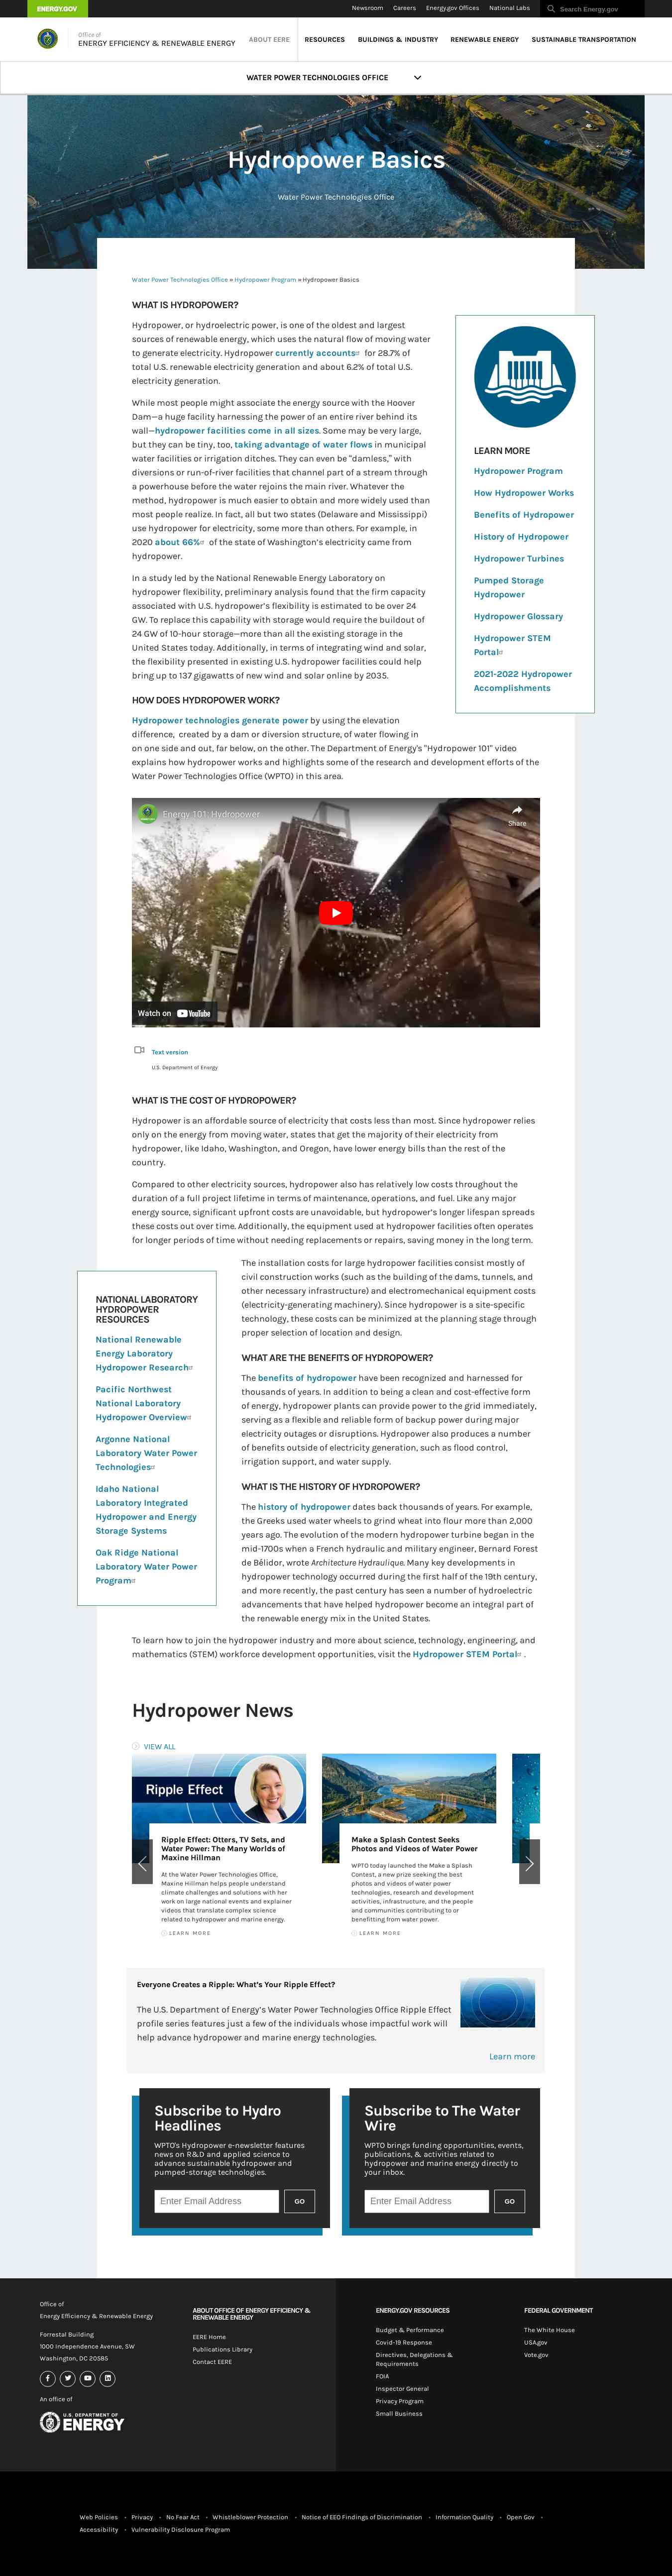 ENERGY.GOV
Newsroom Careers Energy.gov Offices National Labs Search Energy.gov
Office of
ENERGY EFFICIENCY & RENEWABLE ENERGY
ABOUT EERE RESOURCES BUILDINGS & INDUSTRY RENEWABLE ENERGY SUSTAINABLE TRANSPORTATION
WATER POWER TECHNOLOGIES OFFICE
Hydropower Basics
Water Power Technologies Office
Water Power Technologies Office » Hydropower Program » Hydropower Basics
WHAT IS HYDROPOWER?
Hydropower, or hydroelectric power, is one of the oldest and largest
sources of renewable energy, which uses the natural flow of moving water
to generate electricity. Hydropower currently accounts for 28.7% of
total U.S. renewable electricity generation and about 6.2% of total U.S.
electricity generation.
While most people might associate the energy source with the Hoover
Dam—a huge facility harnessing the power of an entire river behind its
wall—hydropower facilities come in all sizes. Some may be very large,
but they can be tiny, too, taking advantage of water flows in municipal
water facilities or irrigation ditches. They can even be “damless,” with
diversions or run-of-river facilities that channel part of a stream through
a powerhouse before the water rejoins the main river. Whatever the
method, hydropower is much easier to obtain and more widely used than
most people realize. In fact, all but two states (Delaware and Mississippi)
use hydropower for electricity, some more than others. For example, in
2020 about 66% of the state of Washington’s electricity came from
hydropower.
In a study led by the National Renewable Energy Laboratory on
hydropower flexibility, preliminary analysis found that the firm capacity
associated with U.S. hydropower’s flexibility is estimated to be over 24
GW. To replace this capability with storage would require the buildout of
24 GW of 10-hour storage—more than all the existing storage in the
United States today. Additionally, in terms of integrating wind and solar,
the flexibility presented in existing U.S. hydropower facilities could help
bring up to 137 gigawatts of new wind and solar online by 2035.
LEARN MORE
Hydropower Program
How Hydropower Works
Benefits of Hydropower
History of Hydropower
Hydropower Turbines
Pumped Storage
Hydropower
Hydropower Glossary
Hydropower STEM
Portal
2021-2022 Hydropower
Accomplishments
HOW DOES HYDROPOWER WORK?
Hydropower technologies generate power by using the elevation
difference, created by a dam or diversion structure, of water flowing in
on one side and out, far below, on the other. The Department of Energy's "Hydropower 101" video
explains how hydropower works and highlights some of the research and development efforts of the
Water Power Technologies Office (WPTO) in this area.
Energy 101: Hydropower
Share
Watch on YouTube
Text version
U.S. Department of Energy
WHAT IS THE COST OF HYDROPOWER?
Hydropower is an affordable source of electricity that costs less than most. Since hydropower relies
only on the energy from moving water, states that get the majority of their electricity from
hydropower, like Idaho, Washington, and Oregon, have lower energy bills than the rest of the
country.
Compared to other electricity sources, hydropower also has relatively low costs throughout the
duration of a full project lifetime in terms of maintenance, operations, and fuel. Like any major
energy source, significant upfront costs are unavoidable, but hydropower’s longer lifespan spreads
these costs out over time. Additionally, the equipment used at hydropower facilities often operates
for longer periods of time without needing replacements or repairs, saving money in the long term.
NATIONAL LABORATORY
HYDROPOWER
RESOURCES
National Renewable
Energy Laboratory
Hydropower Research
Pacific Northwest
National Laboratory
Hydropower Overview
Argonne National
Laboratory Water Power
Technologies
Idaho National
Laboratory Integrated
Hydropower and Energy
Storage Systems
Oak Ridge National
Laboratory Water Power
Program
The installation costs for large hydropower facilities consist mostly of
civil construction works (such as the building of the dams, tunnels, and
other necessary infrastructure) and electromechanical equipment costs
(electricity-generating machinery). Since hydropower is a site-specific
technology, these costs can be minimized at the planning stage through
proper selection of location and design.
WHAT ARE THE BENEFITS OF HYDROPOWER?
The benefits of hydropower have been recognized and harnessed for
thousands of years. In addition to being a clean and cost-effective form
of energy, hydropower plants can provide power to the grid immediately,
serving as a flexible and reliable form of backup power during major
electricity outages or disruptions. Hydropower also produces a number
of benefits outside of electricity generation, such as flood control,
irrigation support, and water supply.
WHAT IS THE HISTORY OF HYDROPOWER?
The history of hydropower dates back thousands of years. For example,
the Greeks used water wheels to grind wheat into flour more than 2,000
years ago. The evolution of the modern hydropower turbine began in the
mid-1700s when a French hydraulic and military engineer, Bernard Forest
de Bélidor, wrote Architecture Hydraulique. Many key developments in
hydropower technology occurred during the first half of the 19th century,
and more recently, the past century has seen a number of hydroelectric
advancements that have helped hydropower become an integral part of
the renewable energy mix in the United States.
To learn how to join the hydropower industry and more about science, technology, engineering, and
mathematics (STEM) workforce development opportunities, visit the Hydropower STEM Portal .
Hydropower News
VIEW ALL
Ripple Effect
Ripple Effect: Otters, TV Sets, and
Water Power: The Many Worlds of
Maxine Hillman
At the Water Power Technologies Office,
Maxine Hillman helps people understand
climate challenges and solutions with her
work on large national events and explainer
videos that translate complex science
related to hydropower and marine energy.
LEARN MORE
Make a Splash Contest Seeks
Photos and Videos of Water Power
WPTO today launched the Make a Splash
Contest, a new prize seeking the best
photos and videos of water power
technologies, research and development
activities, infrastructure, and the people
and communities contributing to or
benefitting from water power.
LEARN MORE
Everyone Creates a Ripple: What’s Your Ripple Effect?
The U.S. Department of Energy’s Water Power Technologies Office Ripple Effect
profile series features just a few of the individuals whose impactful work will
help advance hydropower and marine energy technologies.
Learn more
Subscribe to Hydro
Headlines
WPTO's Hydropower e-newsletter features
news on R&D and applied science to
advance sustainable hydropower and
pumped-storage technologies.
Enter Email Address GO
Subscribe to The Water
Wire
WPTO brings funding opportunities, events,
publications, & activities related to
hydropower and marine energy directly to
your inbox.
Enter Email Address GO
Office of
Energy Efficiency & Renewable Energy
Forrestal Building
1000 Independence Avenue, SW
Washington, DC 20585
An office of
U.S. DEPARTMENT OF
ENERGY
ABOUT OFFICE OF ENERGY EFFICIENCY &
RENEWABLE ENERGY
EERE Home
Publications Library
Contact EERE
ENERGY.GOV RESOURCES
Budget & Performance
Covid-19 Response
Directives, Delegations &
Requirements
FOIA
Inspector General
Privacy Program
Small Business
FEDERAL GOVERNMENT
The White House
USA.gov
Vote.gov
Web Policies • Privacy • No Fear Act • Whistleblower Protection • Notice of EEO Findings of Discrimination • Information Quality • Open Gov •
Accessibility • Vulnerability Disclosure Program